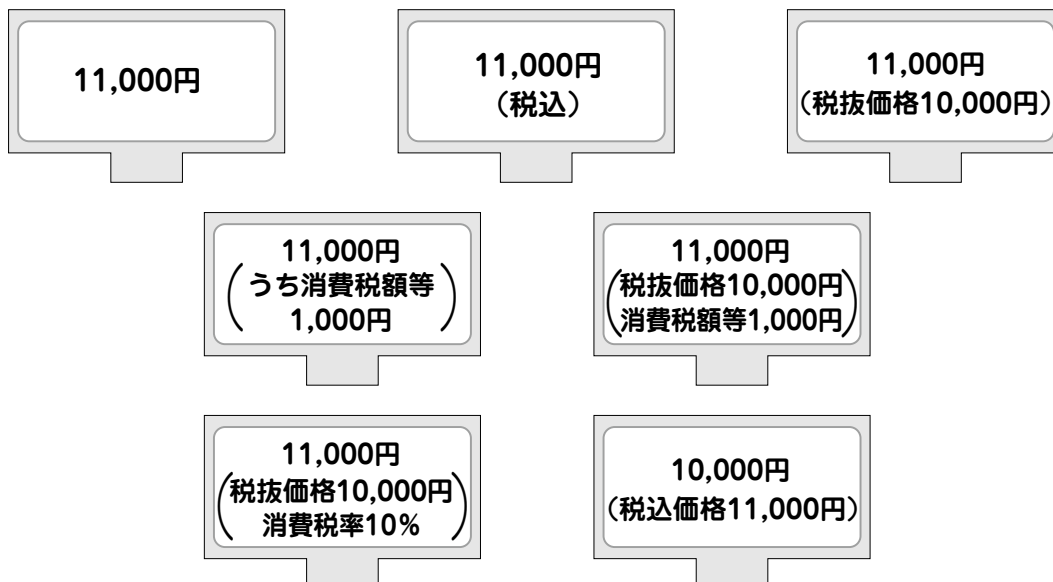 11,000円
11,000円
（税込）
11,000円
（税抜価格10,000円）
11,000円
（うち消費税額等
1,000円）
11,000円
（税抜価格10,000円
消費税額等1,000円）
11,000円
（税抜価格10,000円
消費税率10%）
10,000円
（税込価格11,000円）